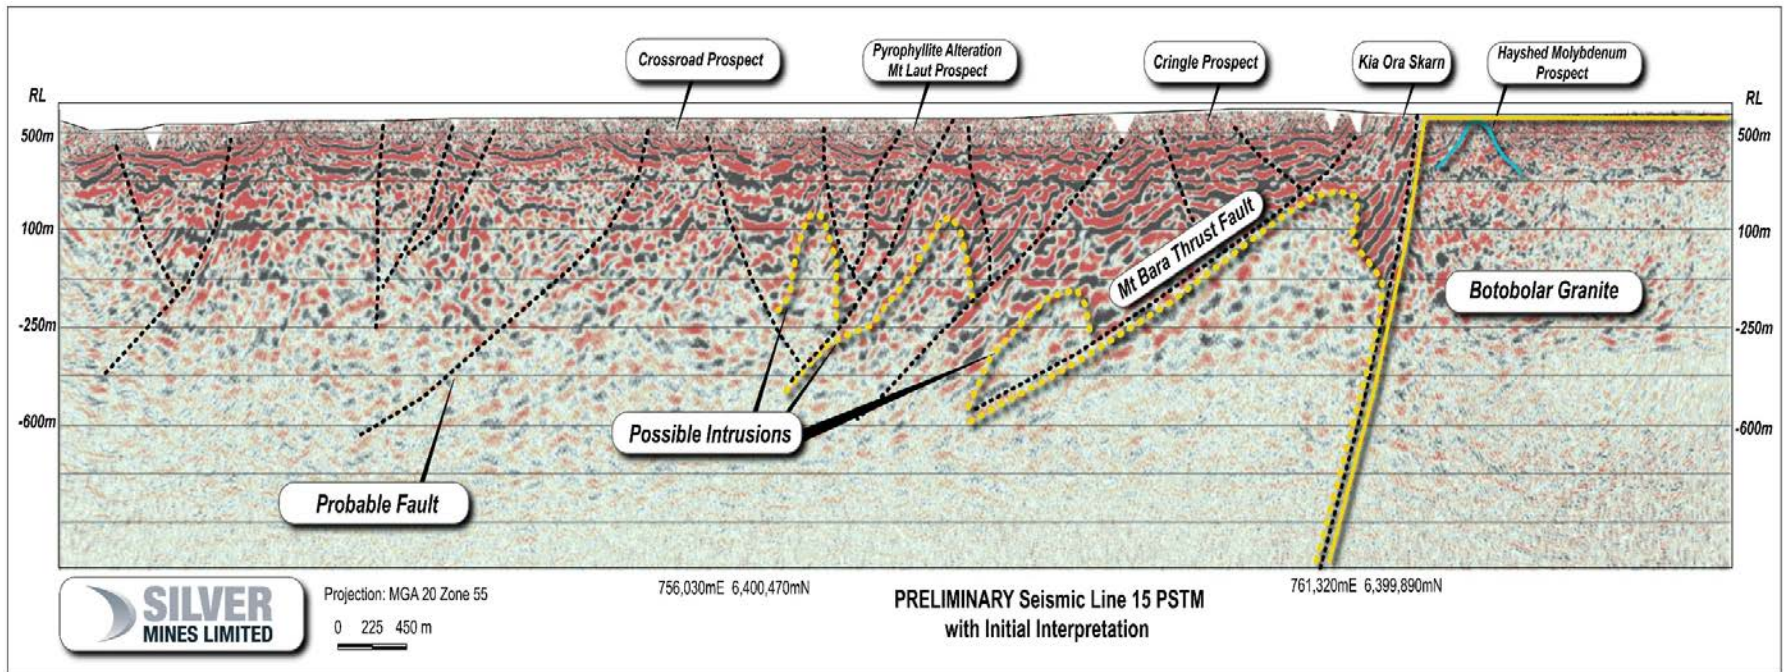 Crossroad Prospect
Pyrophyllite Alteration
Mt Laut Prospect
Cringle Prospect
Kia Ora Skarn
Hayshed Molybdenum
Prospect
RL
RL
500m
500m
100m
100m
-250m
-250m
-600m
-600m
Mt Bara Thrust Fault
Botobolar Granite
Possible Intrusions
Probable Fault
SILVER
MINES LIMITED
Projection: MGA 20 Zone 55
0 225 450 m
756,030mE 6,400,470mN
PRELIMINARY Seismic Line 15 PSTM
with Initial Interpretation
761,320mE 6,399,890mN